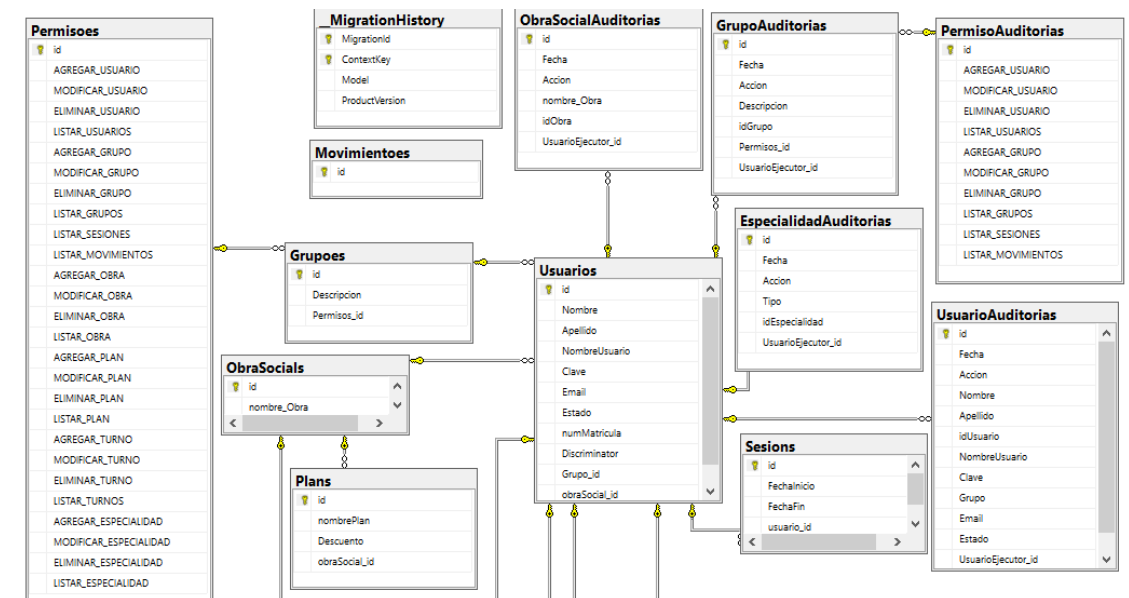 Permisoes
id
AGREGAR_USUARIO
MODIFICAR_USUARIO
ELIMINAR_USUARIO
LISTAR_USUARIOS
AGREGAR_GRUPO
MODIFICAR_GRUPO
ELIMINAR_GRUPO
LISTAR_GRUPOS
LISTAR_SESIONES
LISTAR_MOVIMIENTOS
AGREGAR_OBRA
MODIFICAR_OBRA
ELIMINAR_OBRA
LISTAR_OBRA
AGREGAR_PLAN
MODIFICAR_PLAN
ELIMINAR_PLAN
LISTAR_PLAN
AGREGAR_TURNO
MODIFICAR_TURNO
ELIMINAR_TURNO
LISTAR_TURNOS
AGREGAR_ESPECIALIDAD
MODIFICAR_ESPECIALIDAD
ELIMINAR_ESPECIALIDAD
LISTAR_ESPECIALIDAD
__MigrationHistory
MigrationId
ContextKey
Model
ProductVersion
Movimientoes
id
Grupoes
id
Descripcion
Permisos_id
ObraSocials
id
nombre_Obra
Plans
id
nombrePlan
Descuento
obraSocial_id
ObraSocialAuditorias
id
Fecha
Accion
nombre_Obra
idObra
UsuarioEjecutor_id
Usuarios
id
Nombre
Apellido
NombreUsuario
Clave
Email
Estado
numMatricula
Discriminator
Grupo_id
obraSocial_id
GrupoAuditorias
id
Fecha
Accion
Descripcion
idGrupo
Permisos_id
UsuarioEjecutor_id
EspecialidadAuditorias
id
Fecha
Accion
Tipo
idEspecialidad
UsuarioEjecutor_id
Sesions
id
FechaInicio
FechaFin
usuario_id
PermisoAuditorias
id
AGREGAR_USUARIO
MODIFICAR_USUARIO
ELIMINAR_USUARIO
LISTAR_USUARIOS
AGREGAR_GRUPO
MODIFICAR_GRUPO
ELIMINAR_GRUPO
LISTAR_GRUPOS
LISTAR_SESIONES
LISTAR_MOVIMIENTOS
UsuarioAuditorias
id
Fecha
Accion
Nombre
Apellido
idUsuario
NombreUsuario
Clave
Grupo
Email
Estado
UsuarioEjecutor_id